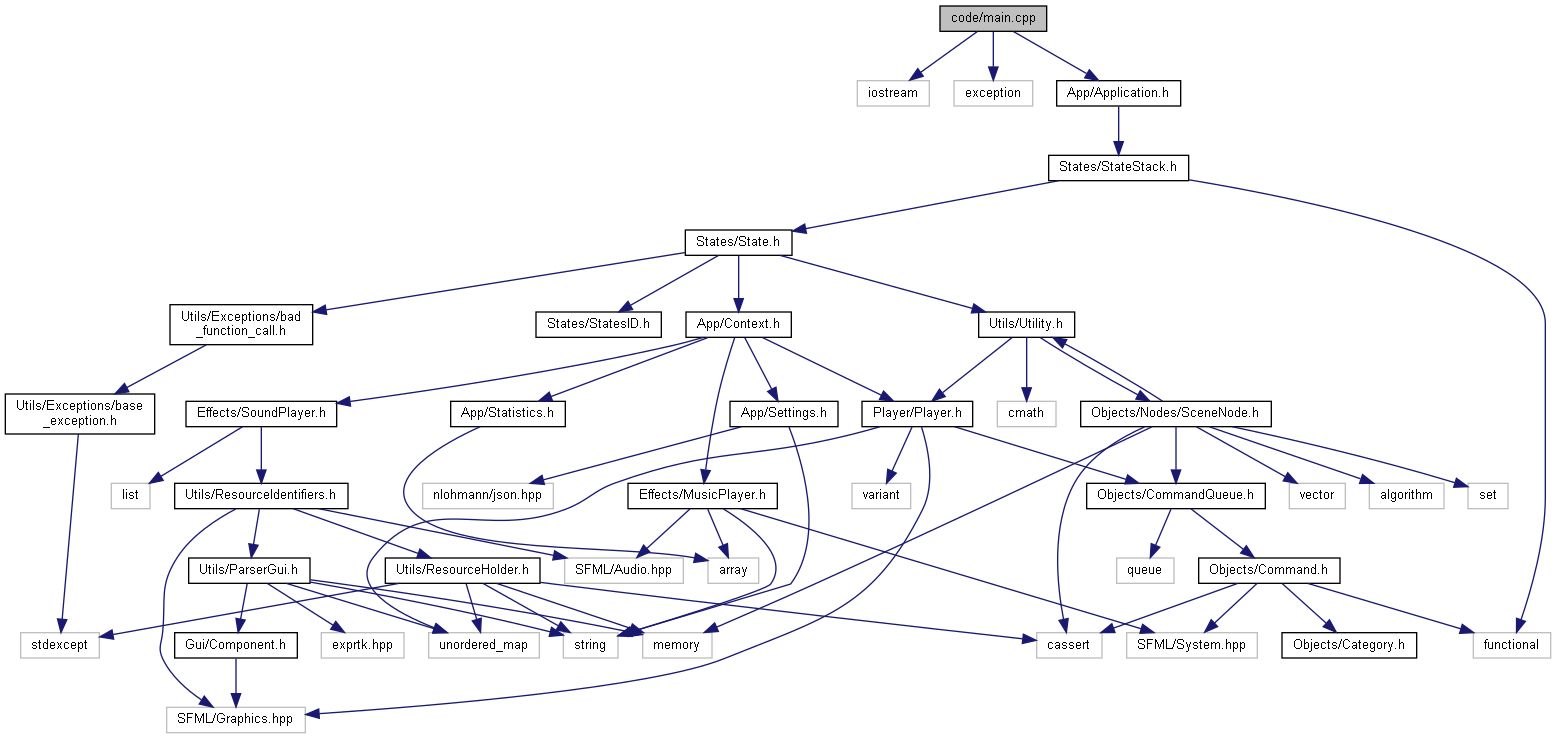 code/main.cpp
iostream
exception
App/Application.h
States/StateStack.h
States/State.h
Utils/Exceptions/bad
_function_call.h
States/StatesID.h
App/Context.h
Utils/Utility.h
Utils/Exceptions/base
_exception.h
Effects/SoundPlayer.h
App/Statistics.h
App/Settings.h
Player/Player.h
cmath
Objects/Nodes/SceneNode.h
list
Utils/ResourceIdentifiers.h
nlohmann/json.hpp
Effects/MusicPlayer.h
variant
Objects/CommandQueue.h
vector
algorithm
set
Utils/ParserGui.h
Utils/ResourceHolder.h
SFML/Audio.hpp
array
queue
Objects/Command.h
stdexcept
Gui/Component.h
exprtk.hpp
unordered_map
string
memory
cassert
SFML/System.hpp
Objects/Category.h
functional
SFML/Graphics.hpp